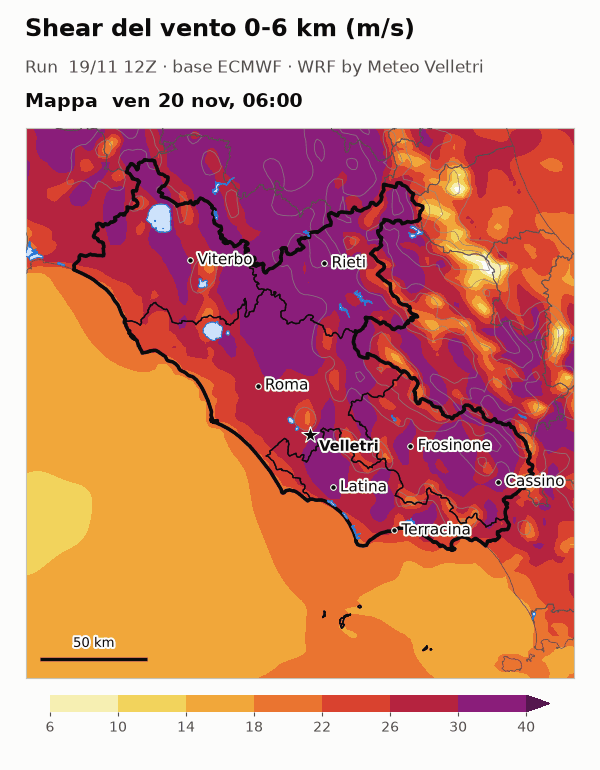 Shear del vento 0-6 km (m/s)
Run  19/11 12Z · base ECMWF · WRF by Meteo Velletri
Mappa  ven 20 nov, 06:00
Viterbo
Rieti
Roma
Velletri
Frosinone
Cassino
Latina
Terracina
50 km
6 10 14 18 22 26 30 40